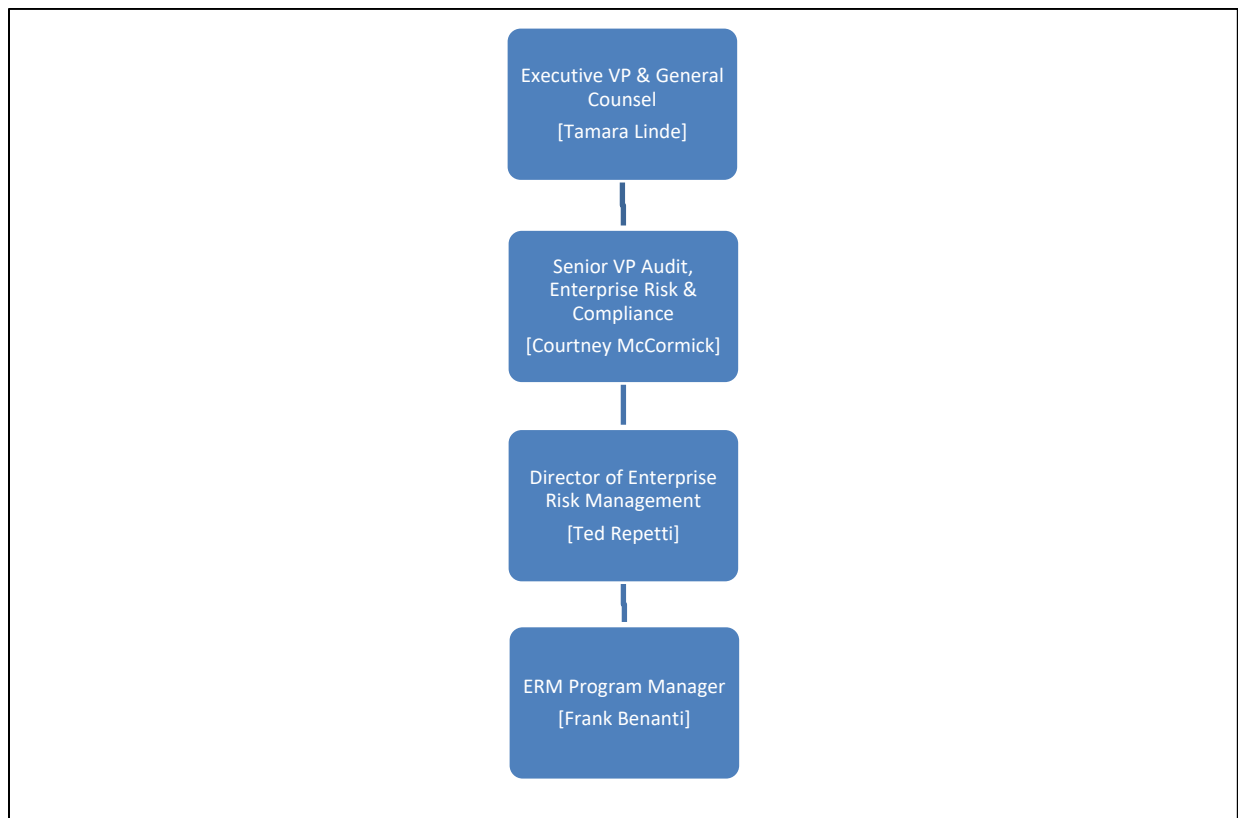 Executive VP & General
Counsel
[Tamara Linde]
Senior VP Audit,
Enterprise Risk &
Compliance
[Courtney McCormick]
Director of Enterprise
Risk Management
[Ted Repetti]
ERM Program Manager
[Frank Benanti]